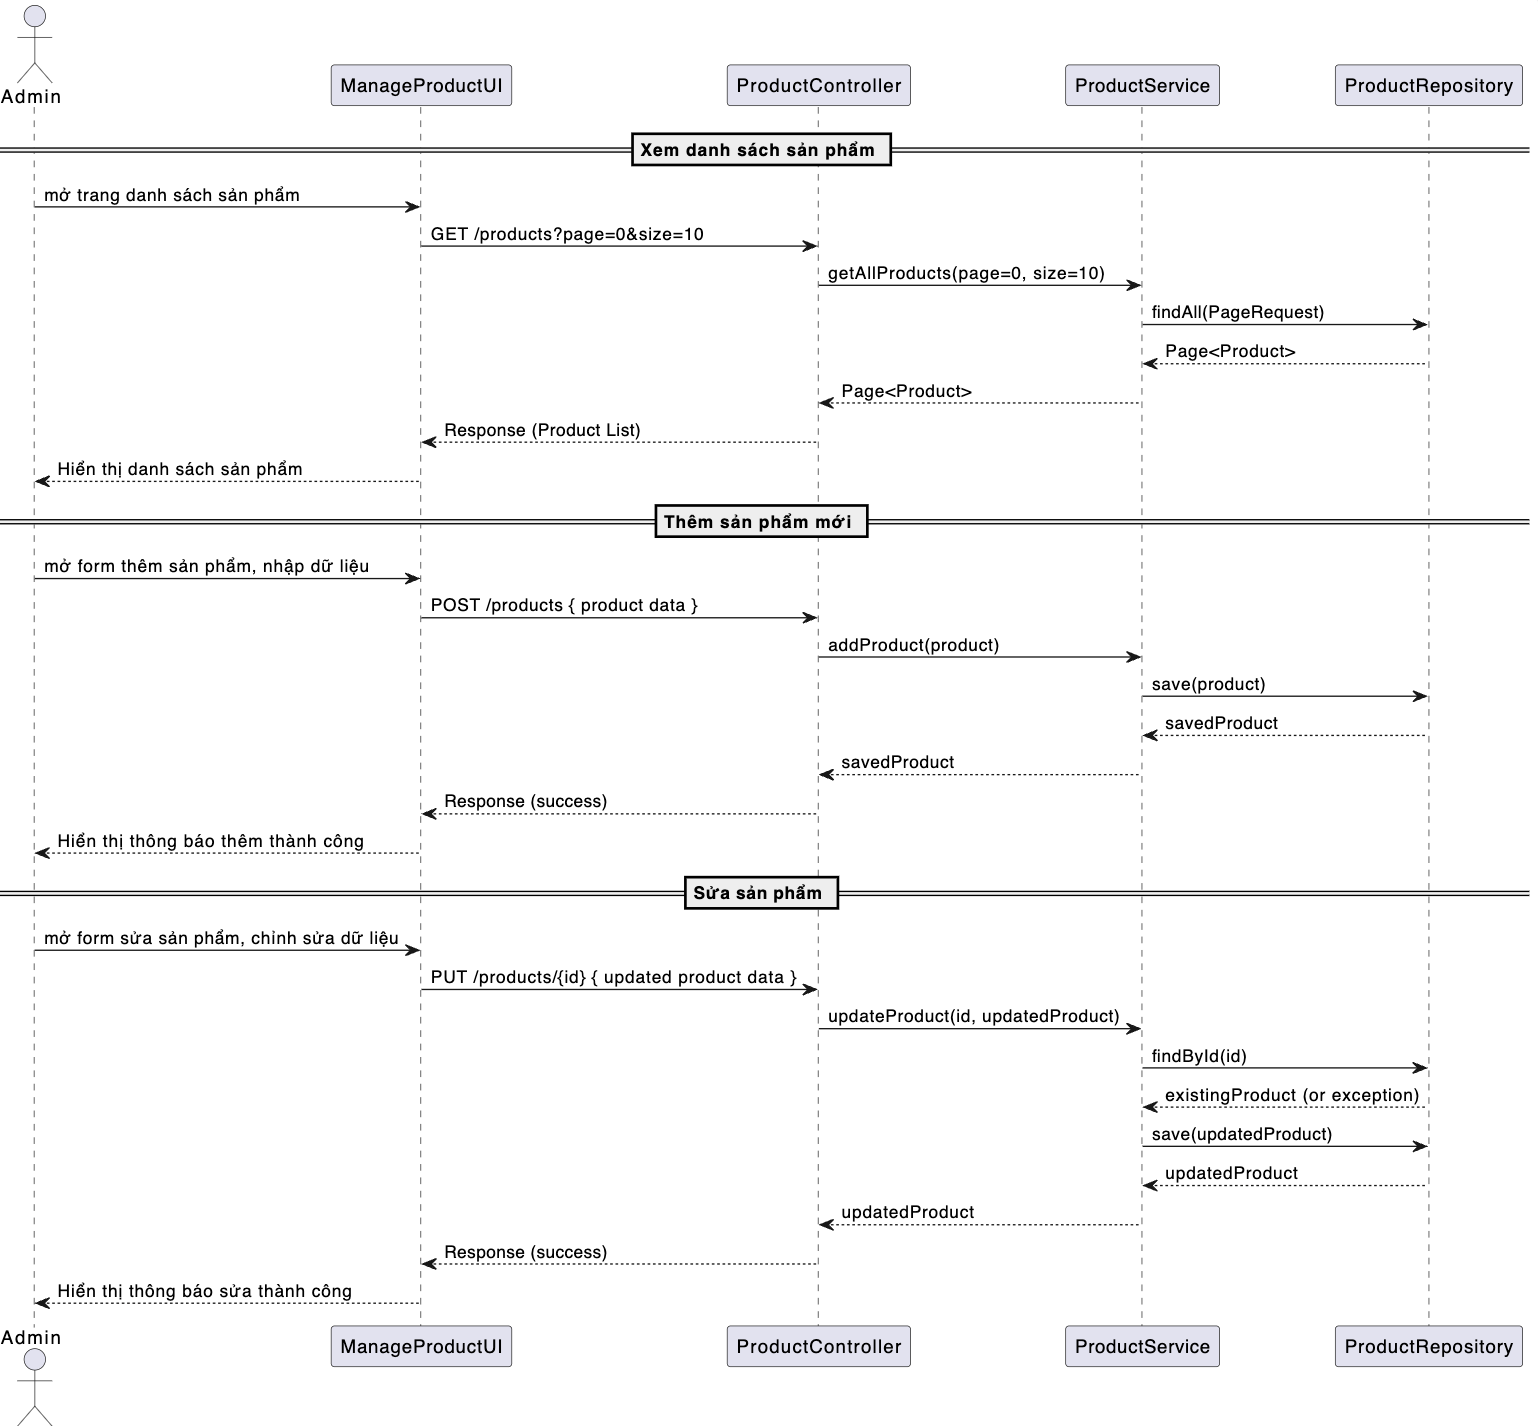 Admin
ManageProductUI
ProductController
ProductService
ProductRepository
Xem danh sách sản phẩm
mở trang danh sách sản phẩm
GET /products?page=0&size=10
getAllProducts(page=0, size=10)
findAll(PageRequest)
Page<Product>
Page<Product>
Response (Product List)
Hiển thị danh sách sản phẩm
Thêm sản phẩm mới
mở form thêm sản phẩm, nhập dữ liệu
POST /products { product data }
addProduct(product)
save(product)
savedProduct
savedProduct
Response (success)
Hiển thị thông báo thêm thành công
Sửa sản phẩm
mở form sửa sản phẩm, chỉnh sửa dữ liệu
PUT /products/{id} { updated product data }
updateProduct(id, updatedProduct)
findById(id)
existingProduct (or exception)
save(updatedProduct)
updatedProduct
updatedProduct
Response (success)
Hiển thị thông báo sửa thành công
Admin
ManageProductUI
ProductController
ProductService
ProductRepository